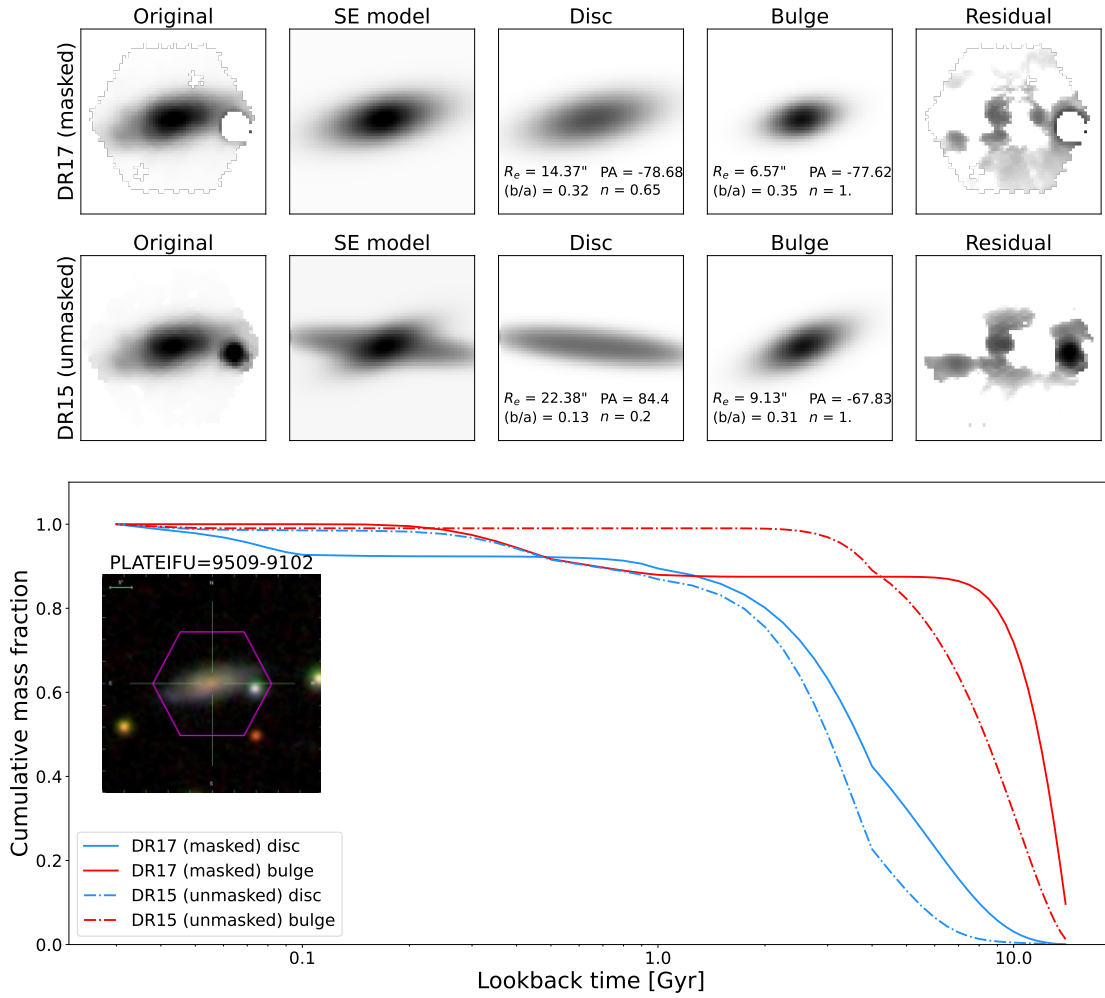 Original SE model Disc Bulge Residual
DR17 (masked)
R_e = 14.37" PA = -78.68 R_e = 6.57" PA = -77.62
(b/a) = 0.32 n = 0.65 (b/a) = 0.35 n = 1.
Original SE model Disc Bulge Residual
DR15 (unmasked)
R_e = 22.38" PA = 84.4 R_e = 9.13" PA = -67.83
(b/a) = 0.13 n = 0.2 (b/a) = 0.31 n = 1.
Cumulative mass fraction
1.0
0.8
0.6
0.4
0.2
0.0
PLATEIFU=9509-9102
5"
N
E
W
S
DR17 (masked) disc
DR17 (masked) bulge
DR15 (unmasked) disc
DR15 (unmasked) bulge
0.1 1.0 10.0
Lookback time [Gyr]